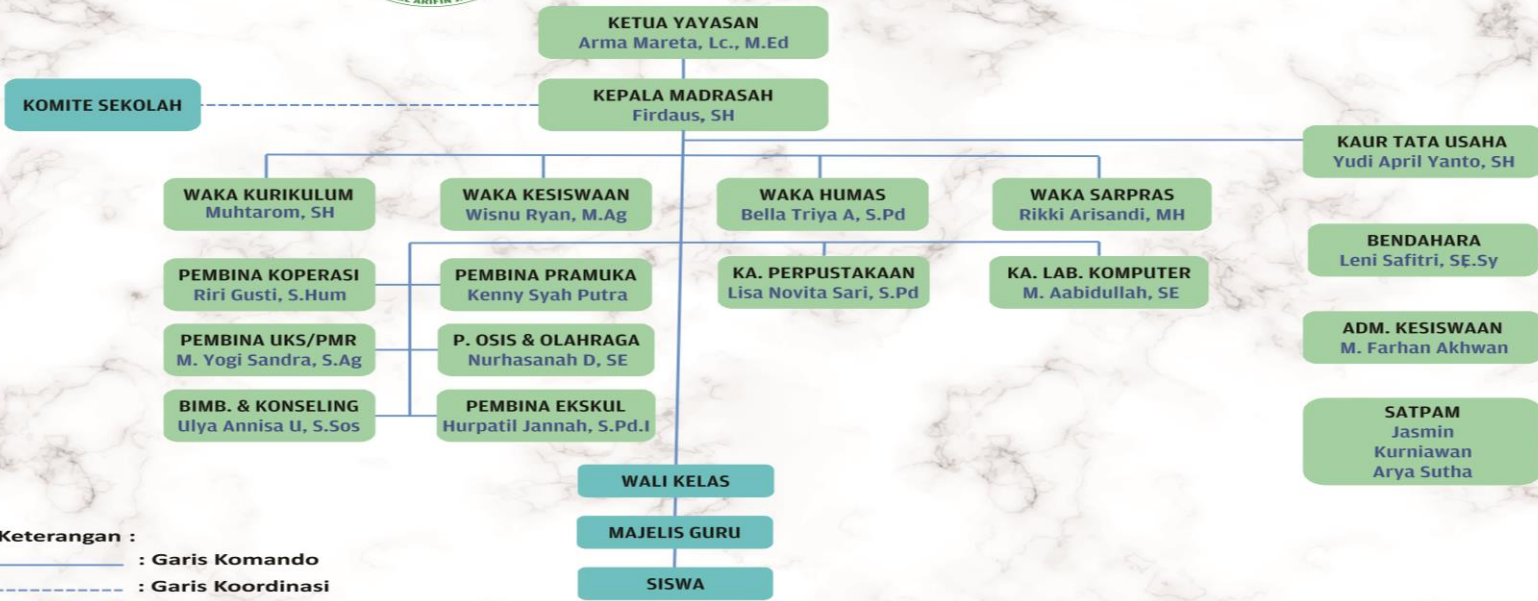 ARIFIN
KETUA YAYASAN
Arma Mareta, Lc., M.Ed
KOMITE SEKOLAH
KEPALA MADRASAH
Firdaus, SH
KAUR TATA USAHA
Yudi April Yanto, SH
WAKA KURIKULUM
Muhtarom, SH
WAKA KESISWAAN
Wisnu Ryan, M.Ag
WAKA HUMAS
Bella Triya A, S.Pd
WAKA SARPRAS
Rikki Arisandi, MH
BENDAHARA
Leni Safitri, SE.Sy
PEMBINA KOPERASI
Riri Gusti, S.Hum
PEMBINA PRAMUKA
Kenny Syah Putra
KA. PERPUSTAKAAN
Lisa Novita Sari, S.Pd
KA. LAB. KOMPUTER
M. Aabidullah, SE
ADM. KESISWAAN
M. Farhan Akhwan
PEMBINA UKS/PMR
M. Yogi Sandra, S.Ag
P. OSIS & OLAHRAGA
Nurhasanah D, SE
BIMB. & KONSELING
Ulya Annisa U, S.Sos
PEMBINA EKSKUL
Hurpatil Jannah, S.Pd.I
SATPAM
Jasmin
Kurniawan
Arya Sutha
WALI KELAS
MAJELIS GURU
SISWA
Keterangan :
: Garis Komando
: Garis Koordinasi